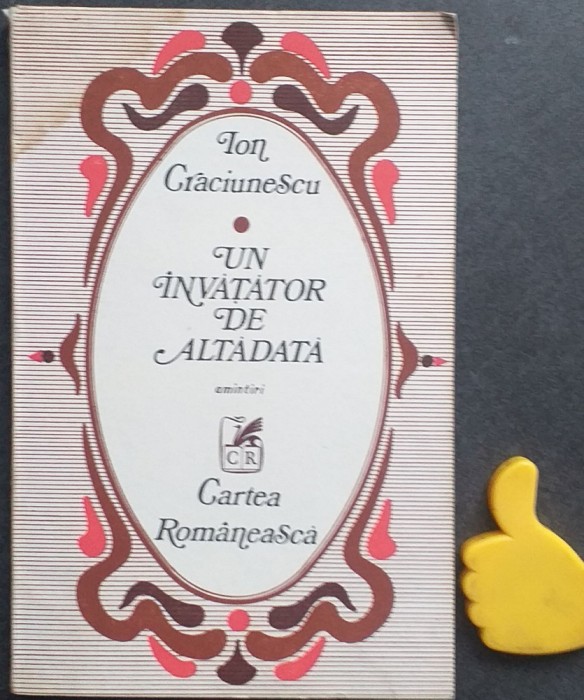 Ion
Crăciunescu
UN
ÎNVĂȚĂTOR
DE
ALTĂDATĂ
amintiri
CR
Cartea
Românească